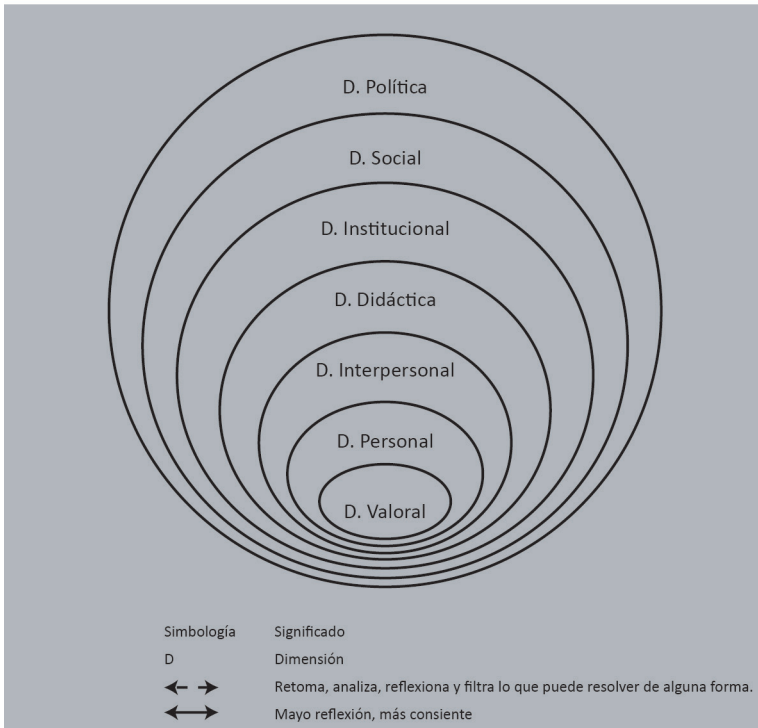 D. Política
D. Social
D. Institucional
D. Didáctica
D. Interpersonal
D. Personal
D. Valoral
Simbología Significado
D Dimensión
Retoma, analiza, reflexiona y filtra lo que puede resolver de alguna forma.
Mayo reflexión, más consiente